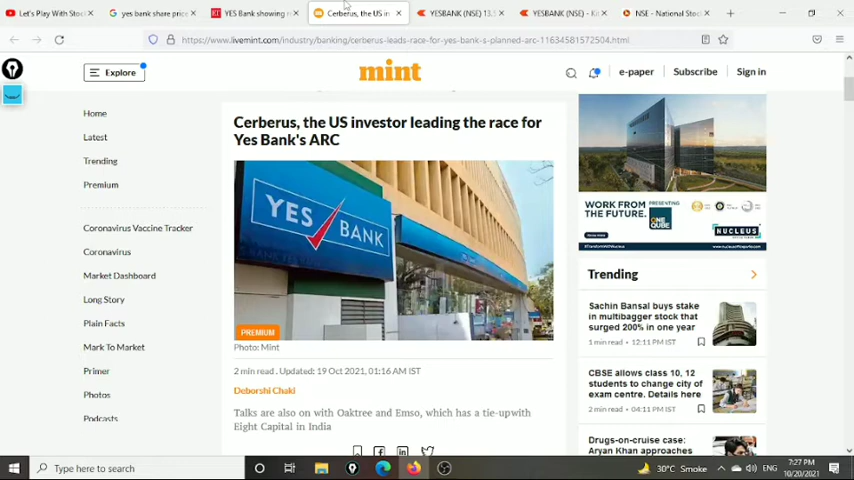 Let's Play With Stock
yes bank share price
YES Bank showing r
Cerberus, the US in
YESBANK (NSE) 13.5
YESBANK (NSE) - Kit
NSE - National Stoc
https://www.livemint.com/industry/banking/cerberus-leads-race-for-yes-bank-s-planned-arc-11634581572504.html
Explore
mint
e-paper
Subscribe
Sign in
Home
Latest
Trending
Premium
Coronavirus Vaccine Tracker
Coronavirus
Market Dashboard
Long Story
Plain Facts
Mark To Market
Primer
Photos
Podcasts
Cerberus, the US investor leading the race for
Yes Bank's ARC
YES BANK
PREMIUM
Photo: Mint
2 min read . Updated: 19 Oct 2021, 01:16 AM IST
Deborshi Chaki
Talks are also on with Oaktree and Emso, which has a tie-upwith
Eight Capital in India
WORK FROM
THE FUTURE.
PRESENTING
ONE
QUBE
NUCLEUS
Trending
Sachin Bansal buys stake
in multibagger stock that
surged 200% in one year
1 min read • 12:11 PM IST
CBSE allows class 10, 12
students to change city of
exam centre. Details here
2 min read • 04:11 PM IST
Drugs-on-cruise case:
Aryan Khan approaches
Type here to search
30°C Smoke
ENG
7:27 PM
10/20/2021